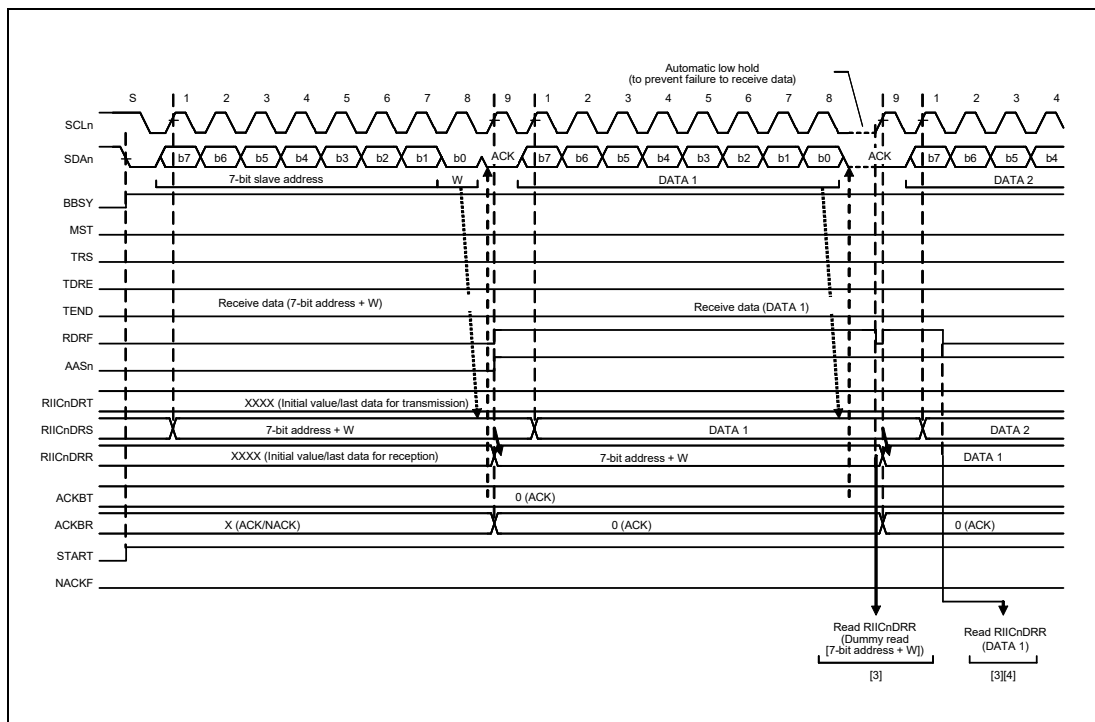 Automatic low hold
(to prevent failure to receive data)
S 1 2 3 4 5 6 7 8 9 1 2 3 4 5 6 7 8 9 1 2 3 4
SCLn
SDAn b7 b6 b5 b4 b3 b2 b1 b0 ACK b7 b6 b5 b4 b3 b2 b1 b0 ACK b7 b6 b5 b4
7-bit slave address W DATA 1 DATA 2
BBSY
MST
TRS
TDRE
Receive data (7-bit address + W) Receive data (DATA 1)
TEND
RDRF
AASn
RIICnDRT XXXX (Initial value/last data for transmission)
RIICnDRS 7-bit address + W DATA 1 DATA 2
RIICnDRR XXXX (Initial value/last data for reception) 7-bit address + W DATA 1
ACKBT 0 (ACK)
ACKBR X (ACK/NACK) 0 (ACK) 0 (ACK)
START
NACKF
Read RIICnDRR
(Dummy read
[7-bit address + W])
[3]
Read RIICnDRR
(DATA 1)
[3][4]